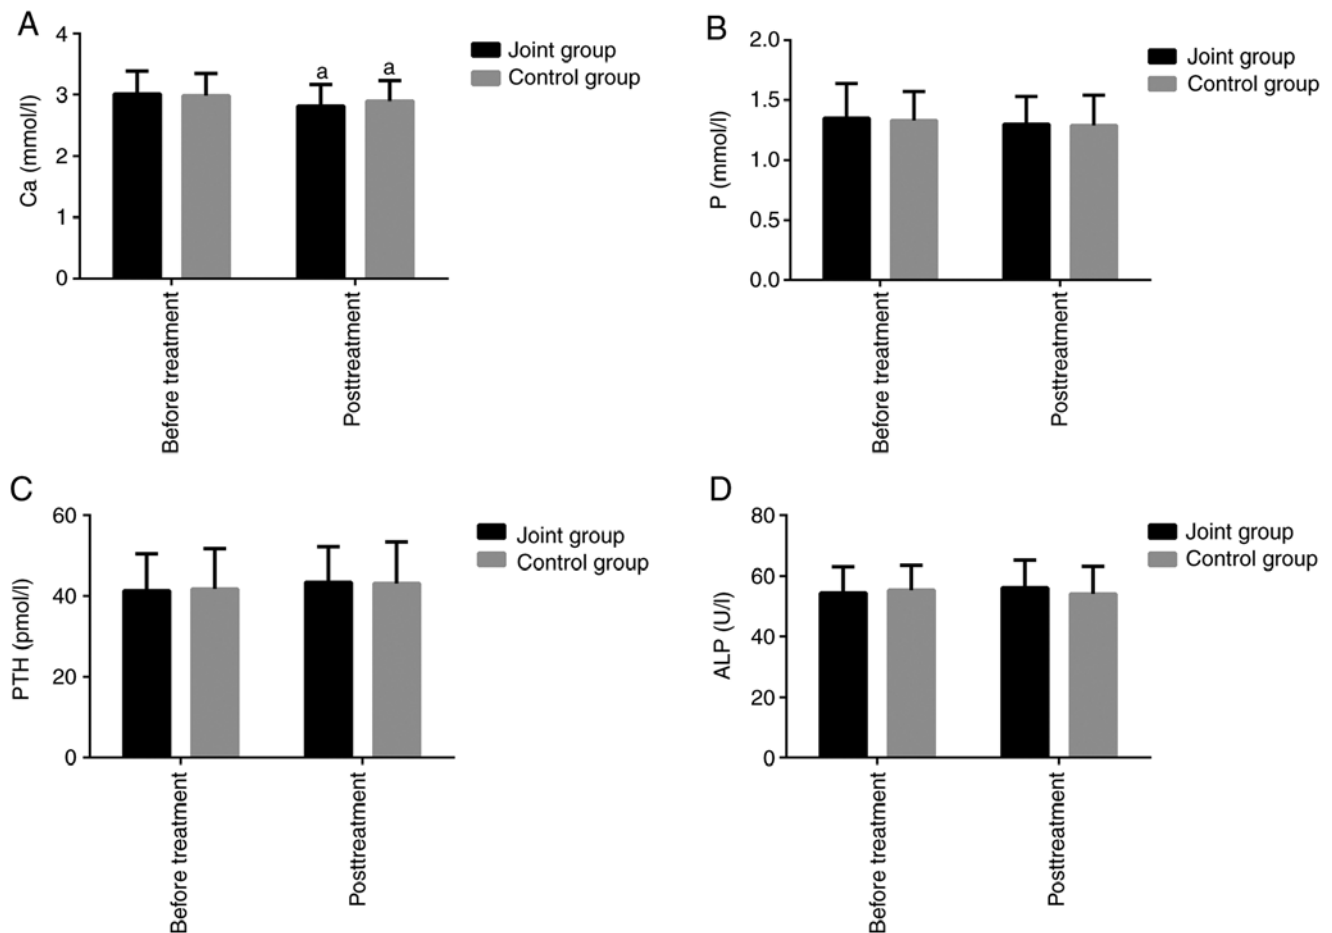 A
Ca (mmol/l)
4
3
2
1
0
a
a
Before treatment
Posttreatment
Joint group
Control group
B
P (mmol/l)
2.0
1.5
1.0
0.5
0.0
Before treatment
Posttreatment
Joint group
Control group
C
PTH (pmol/l)
60
40
20
0
Before treatment
Posttreatment
Joint group
Control group
D
ALP (U/l)
80
60
40
20
0
Before treatment
Posttreatment
Joint group
Control group